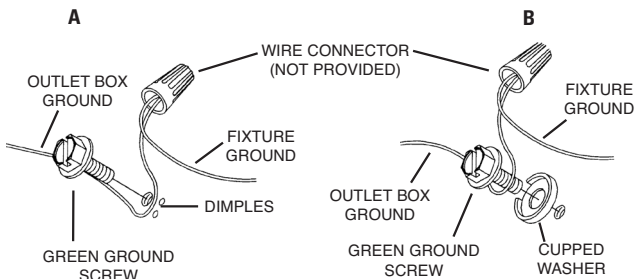 A
B
WIRE CONNECTOR
(NOT PROVIDED)
OUTLET BOX
GROUND
FIXTURE
GROUND
FIXTURE
GROUND
DIMPLES
OUTLET BOX
GROUND
GREEN GROUND
SCREW
GREEN GROUND
SCREW
CUPPED
WASHER